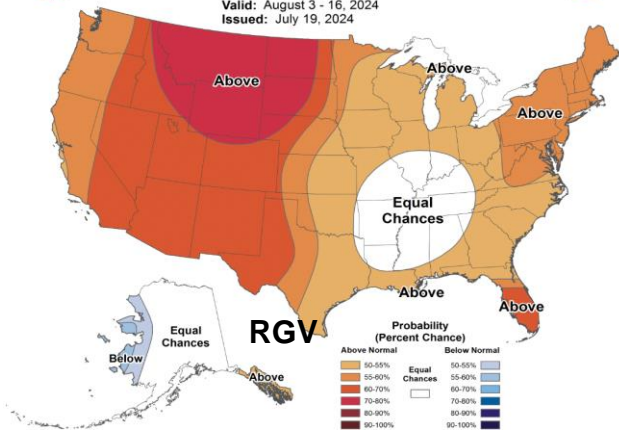 Valid: August 3 - 16, 2024
Issued: July 19, 2024
Above
Above
Above
Equal
Chances
Above
Above
Equal
Chances
Below
Above
RGV
Probability
(Percent Chance)
Above Normal
Equal
Chances
Below Normal
50-55%
55-60%
60-70%
70-80%
80-90%
90-100%
50-55%
55-60%
60-70%
70-80%
80-90%
90-100%